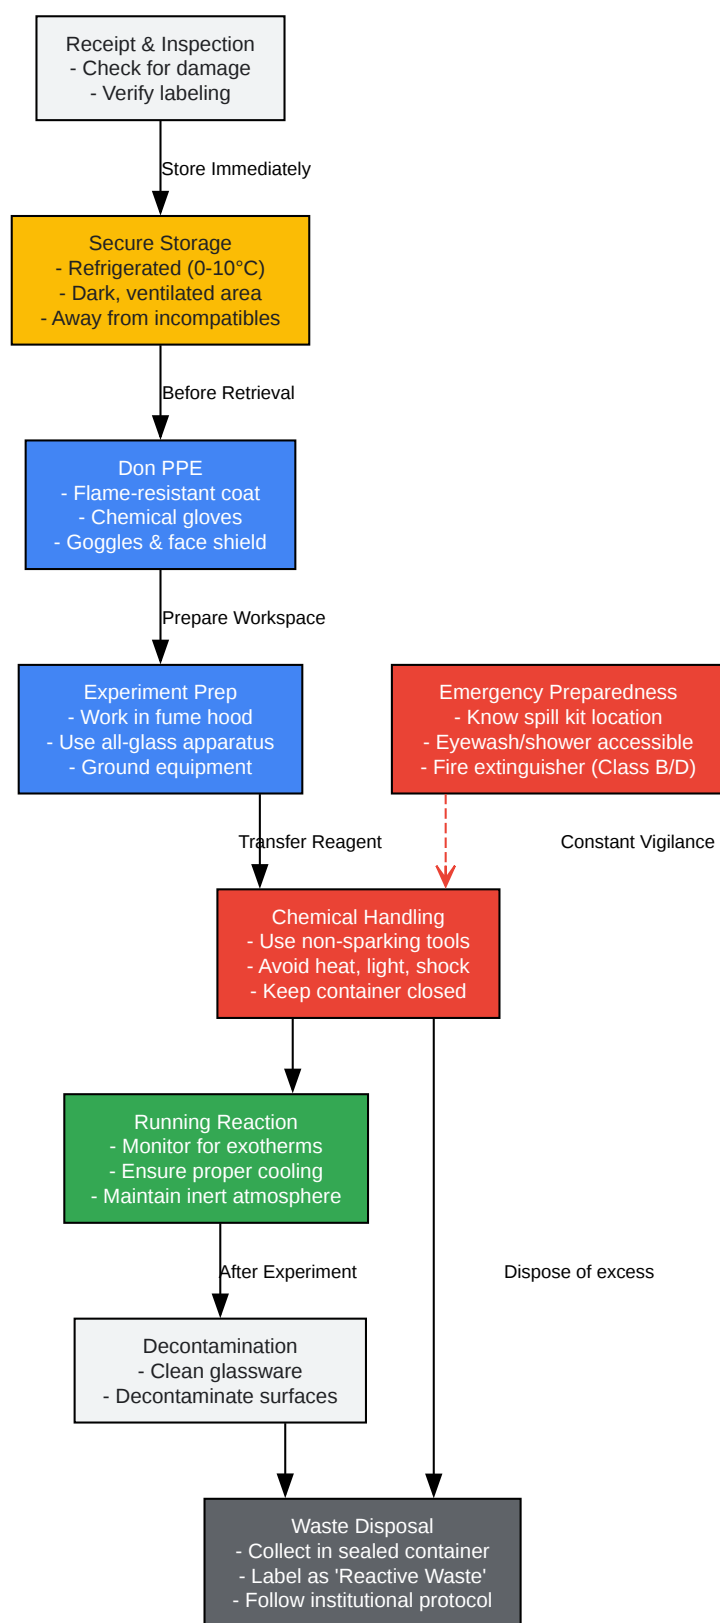 Receipt & Inspection
- Check for damage
- Verify labeling
Store Immediately
Secure Storage
- Refrigerated (0-10°C)
- Dark, ventilated area
- Away from incompatibles
Before Retrieval
Don PPE
- Flame-resistant coat
- Chemical gloves
- Goggles & face shield
Prepare Workspace
Experiment Prep
- Work in fume hood
- Use all-glass apparatus
- Ground equipment
Emergency Preparedness
- Know spill kit location
- Eyewash/shower accessible
- Fire extinguisher (Class B/D)
Transfer Reagent
Constant Vigilance
Chemical Handling
- Use non-sparking tools
- Avoid heat, light, shock
- Keep container closed
Running Reaction
- Monitor for exotherms
- Ensure proper cooling
- Maintain inert atmosphere
After Experiment
Dispose of excess
Decontamination
- Clean glassware
- Decontaminate surfaces
Waste Disposal
- Collect in sealed container
- Label as 'Reactive Waste'
- Follow institutional protocol